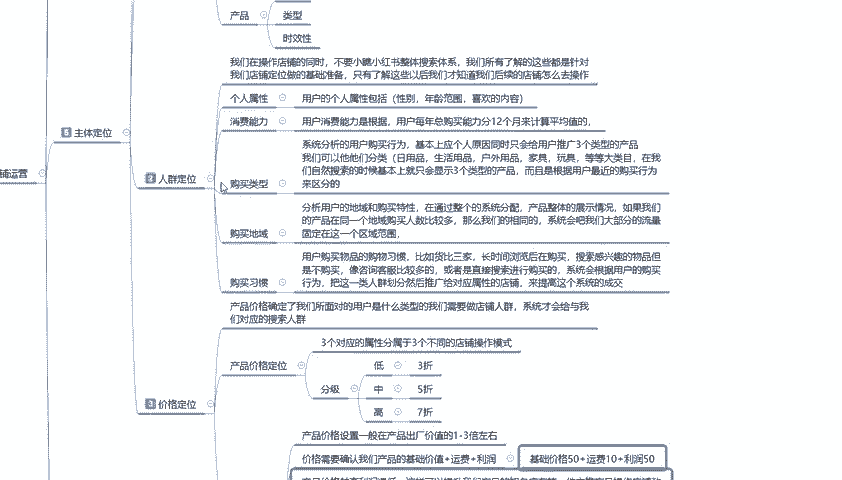 产品
类型
时效性
我们在操作店铺的同时，不要小瞧小红书整体搜索体系，我们所有了解的这些都是针对
我们店铺定位做的基础准备，只有了解这些以后我们才知道我们后续的店铺怎么去操作
个人属性
用户的个人属性包括（性别，年龄范围，喜欢的内容）
消费能力
用户消费能力是根据，用户每年总购买能力分12个月来计算平均值的，
5 主体定位
铺运营
2 人群定位
系统分析的用户购买行为，基本上应个人原因同时只会给用户推广3个类型的产品
我们可以他他们分类（日用品，生活用品，户外用品，家具，玩具，等等大类目，在我
们自然搜索的时候基本上就只会显示3个类型的产品，而且是根据用户最近的购买行为
来区分的
购买类型
分析用户的地域和购买特性，在通过整个的系统分配，产品整体的展示情况，如果我们
的产品在同一个地域购买人数比较多，那么我们的相同的，系统会吧我们大部分的流量
固定在这一个区域范围，
购买地域
用户购买物品的购物习惯，比如货比三家，长时间浏览后在购买，搜索感兴趣的物品但
是不购买，像咨询客服比较多的，或者是直接搜索进行购买的，系统会根据用户的购买
行为，把这一类人群划分然后推广给对应属性的店铺，来提高这个系统的成交
购买习惯
产品价格确定了我们所面对的用户是什么类型的我们需要做店铺人群，系统才会给与我
们对应的搜索人群
3个对应的属性分属于3个不同的店铺操作模式
产品价格定位
低
3折
分级
中
5折
3 价格定位
高
7折
产品价格设置一般在产品出厂价值的1-3倍左右
价格需要确认我们产品的基础价值+运费+利润
基础价格50+运费10+利润50